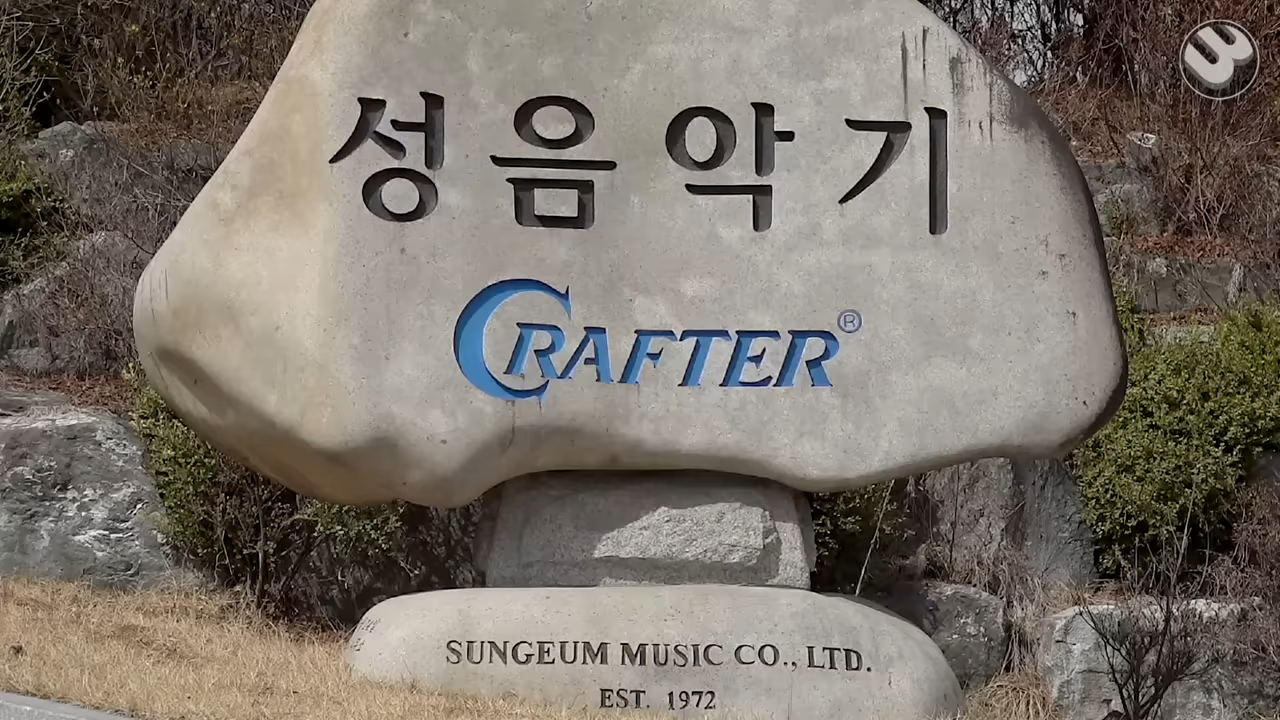 성음악기
CRAFTER®
SUNGEUM MUSIC CO., LTD.
EST. 1972